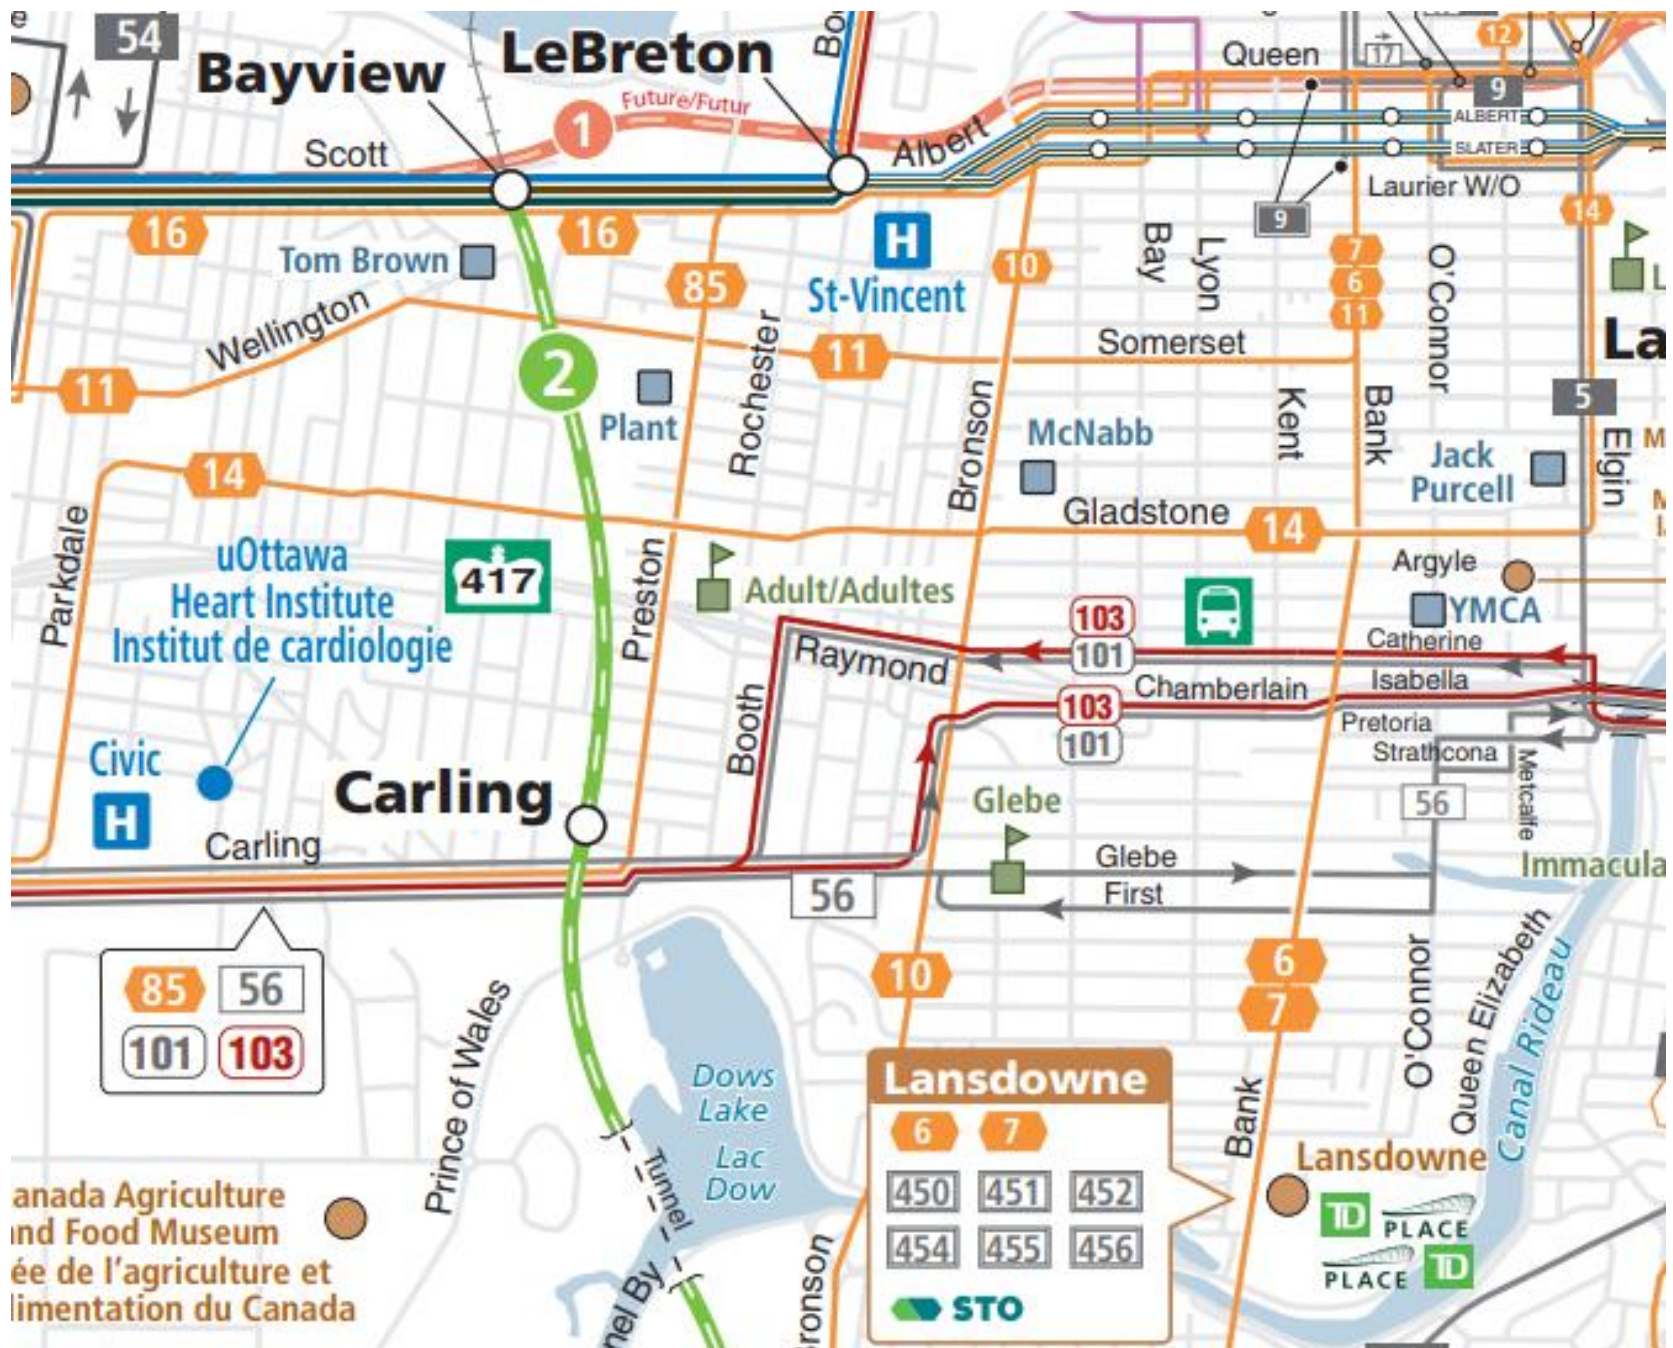 54
Bayview
LeBreton
Queen
17
12
9
1
Future/Futur
Scott
Albert
ALBERT
SLATER
Laurier W/O
9
16
16
14
Tom Brown
H
St-Vincent
85
10
7
6
11
Bay
Lyon
O'Connor
Wellington
11
Somerset
11
2
Rochester
Plant
Bronson
McNabb
Kent
Bank
Jack
Purcell
5
Elgin
La
14
Gladstone
14
Parkdale
uOttawa
Heart Institute
Institut de cardiologie
417
Preston
Adult/Adultes
Argyle
YMCA
103
101
Catherine
Raymond
Isabella
Chamberlain
103
101
Pretoria
Strathcona
Metcalfe
Booth
Civic
H
Carling
Carling
Glebe
56
Glebe
First
Immacula
56
85
56
101
103
Prince of Wales
10
6
7
O'Connor
Queen Elizabeth
Canal Rideau
Dows
Lake
Lac
Dow
Tunnel
nel By
Bronson
Lansdowne
6
7
450
451
452
454
455
456
STO
Bank
Lansdowne
TD
PLACE
PLACE
TD
anada Agriculture
nd Food Museum
ée de l'agriculture et
limentation du Canada